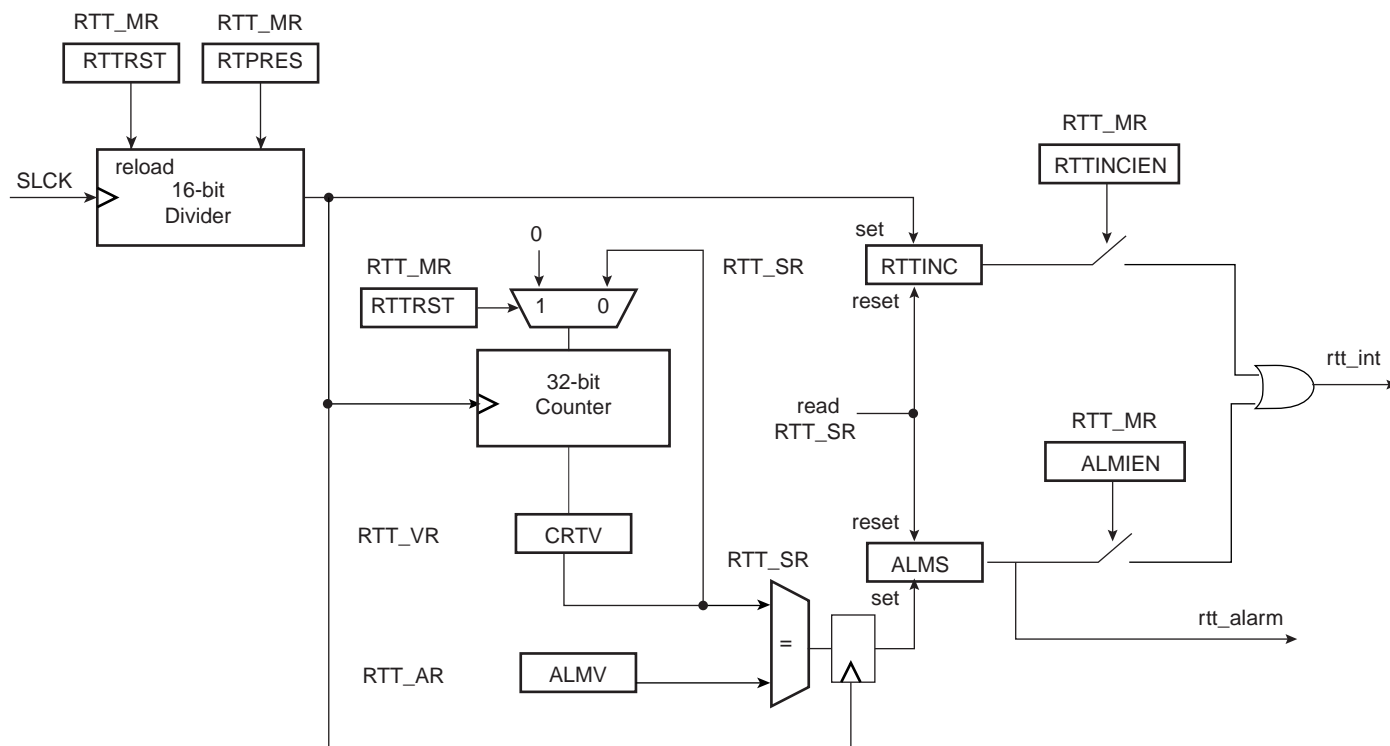 RTT_MR
RTT_MR
RTTRST
RTPRES
SLCK
reload
16-bit
Divider
RTT_MR
RTTINCIEN
0
set
RTT_MR
RTT_SR
RTTINC
RTTRST
1
0
reset
32-bit
Counter
rtt_int
read
RTT_SR
RTT_MR
ALMIEN
reset
RTT_VR
CRTV
RTT_SR
ALMS
set
rtt_alarm
=
RTT_AR
ALMV